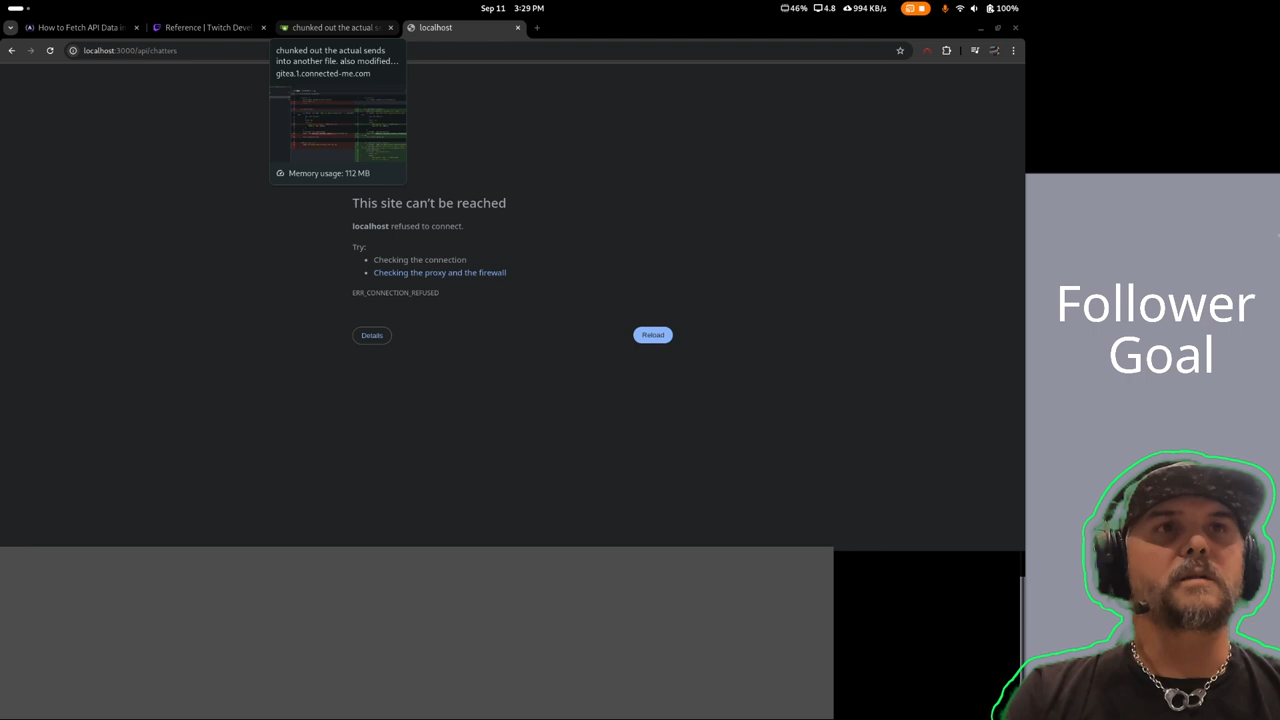 Sep 11 3:29 PM
46% 4.8 994 KB/s 100%
How to Fetch API Data in
Reference | Twitch Devel
chunked out the actual se
localhost
localhost:3000/api/chatters
chunked out the actual sends
into another file. also modified...
gitea.1.connected-me.com
Memory usage: 112 MB
This site can't be reached
localhost refused to connect.
Try:
• Checking the connection
• Checking the proxy and the firewall
ERR_CONNECTION_REFUSED
Details
Reload
Follower
Goal